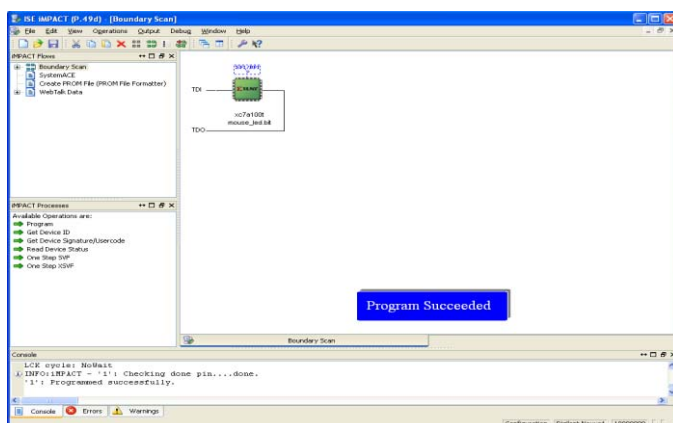 ISE iMPACT (P.49d) - [Boundary Scan]
File Edit View Operations Output Debug Window Help
iMPACT Flows
Boundary Scan
SystemACE
Create PROM File (PROM File Formatter)
WebTalk Data
TDI
xc7a100t
mouse_led.bit
TDO
iMPACT Processes
Available Operations are:
Program
Get Device ID
Get Device Signature/Usercode
Read Device Status
One Step SVF
One Step XSVF
Program Succeeded
Boundary Scan
Console
LCK cycle: NoWait
INFO:iMPACT - '1': Checking done pin....done.
'1': Programmed successfully.
Console Errors Warnings